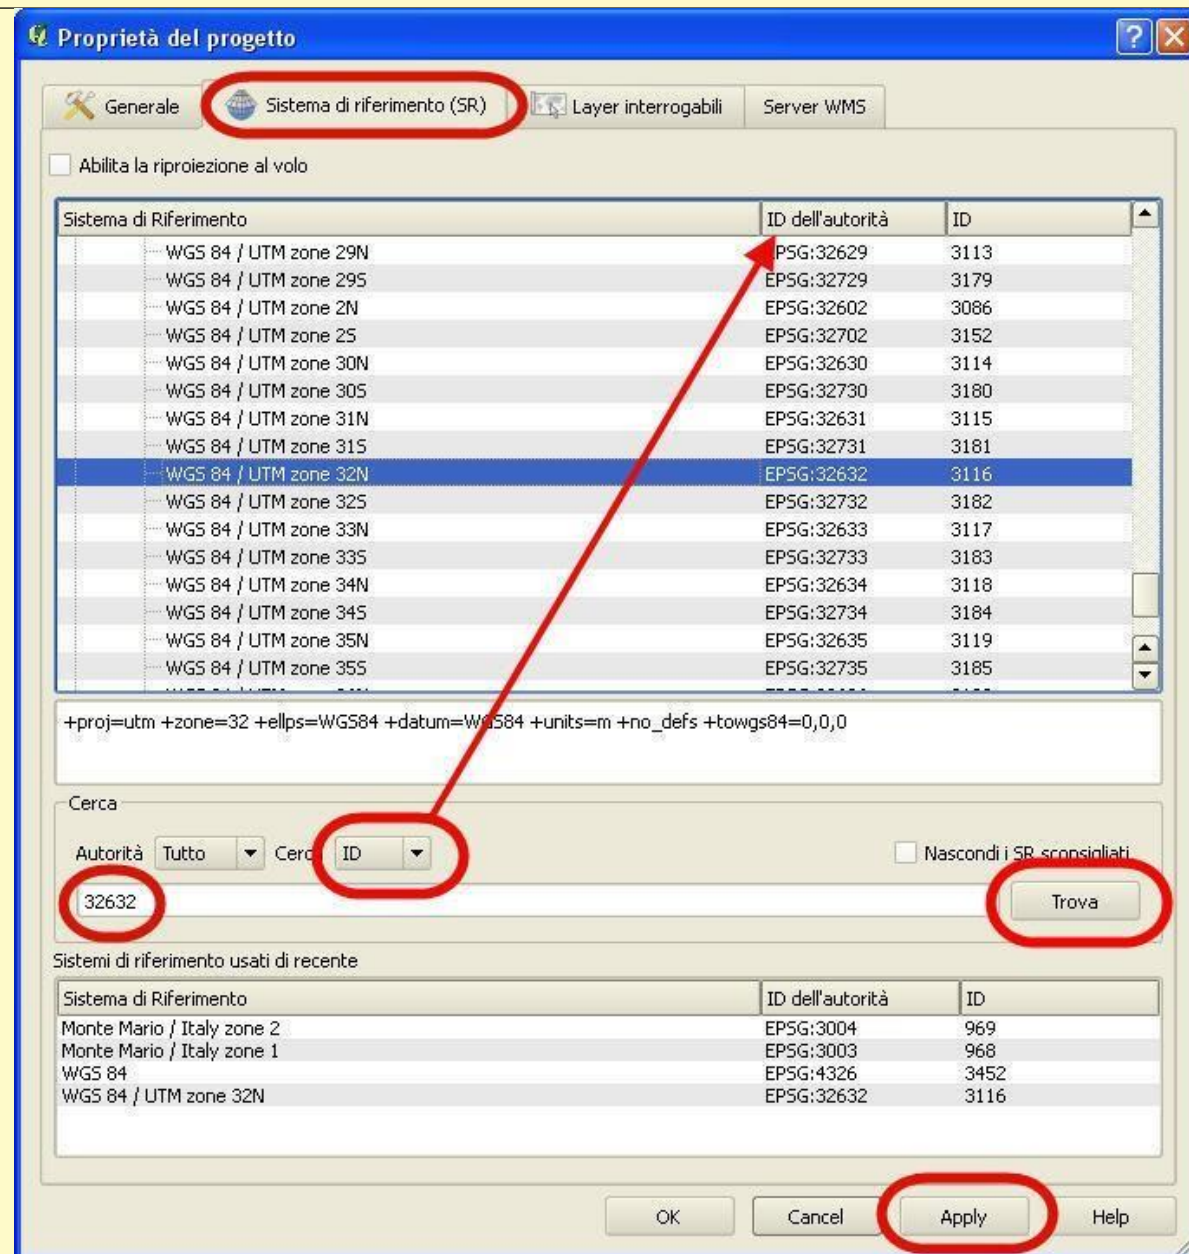 Proprietà del progetto
Generale Sistema di riferimento (SR) Layer interrogabili Server WMS
Abilita la riproiezione al volo
Sistema di Riferimento ID dell'autorità ID
WGS 84 / UTM zone 29N EPSG:32629 3113
WGS 84 / UTM zone 29S EPSG:32729 3179
WGS 84 / UTM zone 2N EPSG:32602 3086
WGS 84 / UTM zone 2S EPSG:32702 3152
WGS 84 / UTM zone 30N EPSG:32630 3114
WGS 84 / UTM zone 30S EPSG:32730 3180
WGS 84 / UTM zone 31N EPSG:32631 3115
WGS 84 / UTM zone 31S EPSG:32731 3181
WGS 84 / UTM zone 32N EPSG:32632 3116
WGS 84 / UTM zone 32S EPSG:32732 3182
WGS 84 / UTM zone 33N EPSG:32633 3117
WGS 84 / UTM zone 33S EPSG:32733 3183
WGS 84 / UTM zone 34N EPSG:32634 3118
WGS 84 / UTM zone 34S EPSG:32734 3184
WGS 84 / UTM zone 35N EPSG:32635 3119
WGS 84 / UTM zone 35S EPSG:32735 3185
+proj=utm +zone=32 +ellps=WGS84 +datum=WGS84 +units=m +no_defs +towgs84=0,0,0
Cerca
Autorità Tutto Cerca ID Nascondi i SR sconsigliati
32632 Trova
Sistemi di riferimento usati di recente
Sistema di Riferimento ID dell'autorità ID
Monte Mario / Italy zone 2 EPSG:3004 969
Monte Mario / Italy zone 1 EPSG:3003 968
WGS 84 EPSG:4326 3452
WGS 84 / UTM zone 32N EPSG:32632 3116
OK Cancel Apply Help